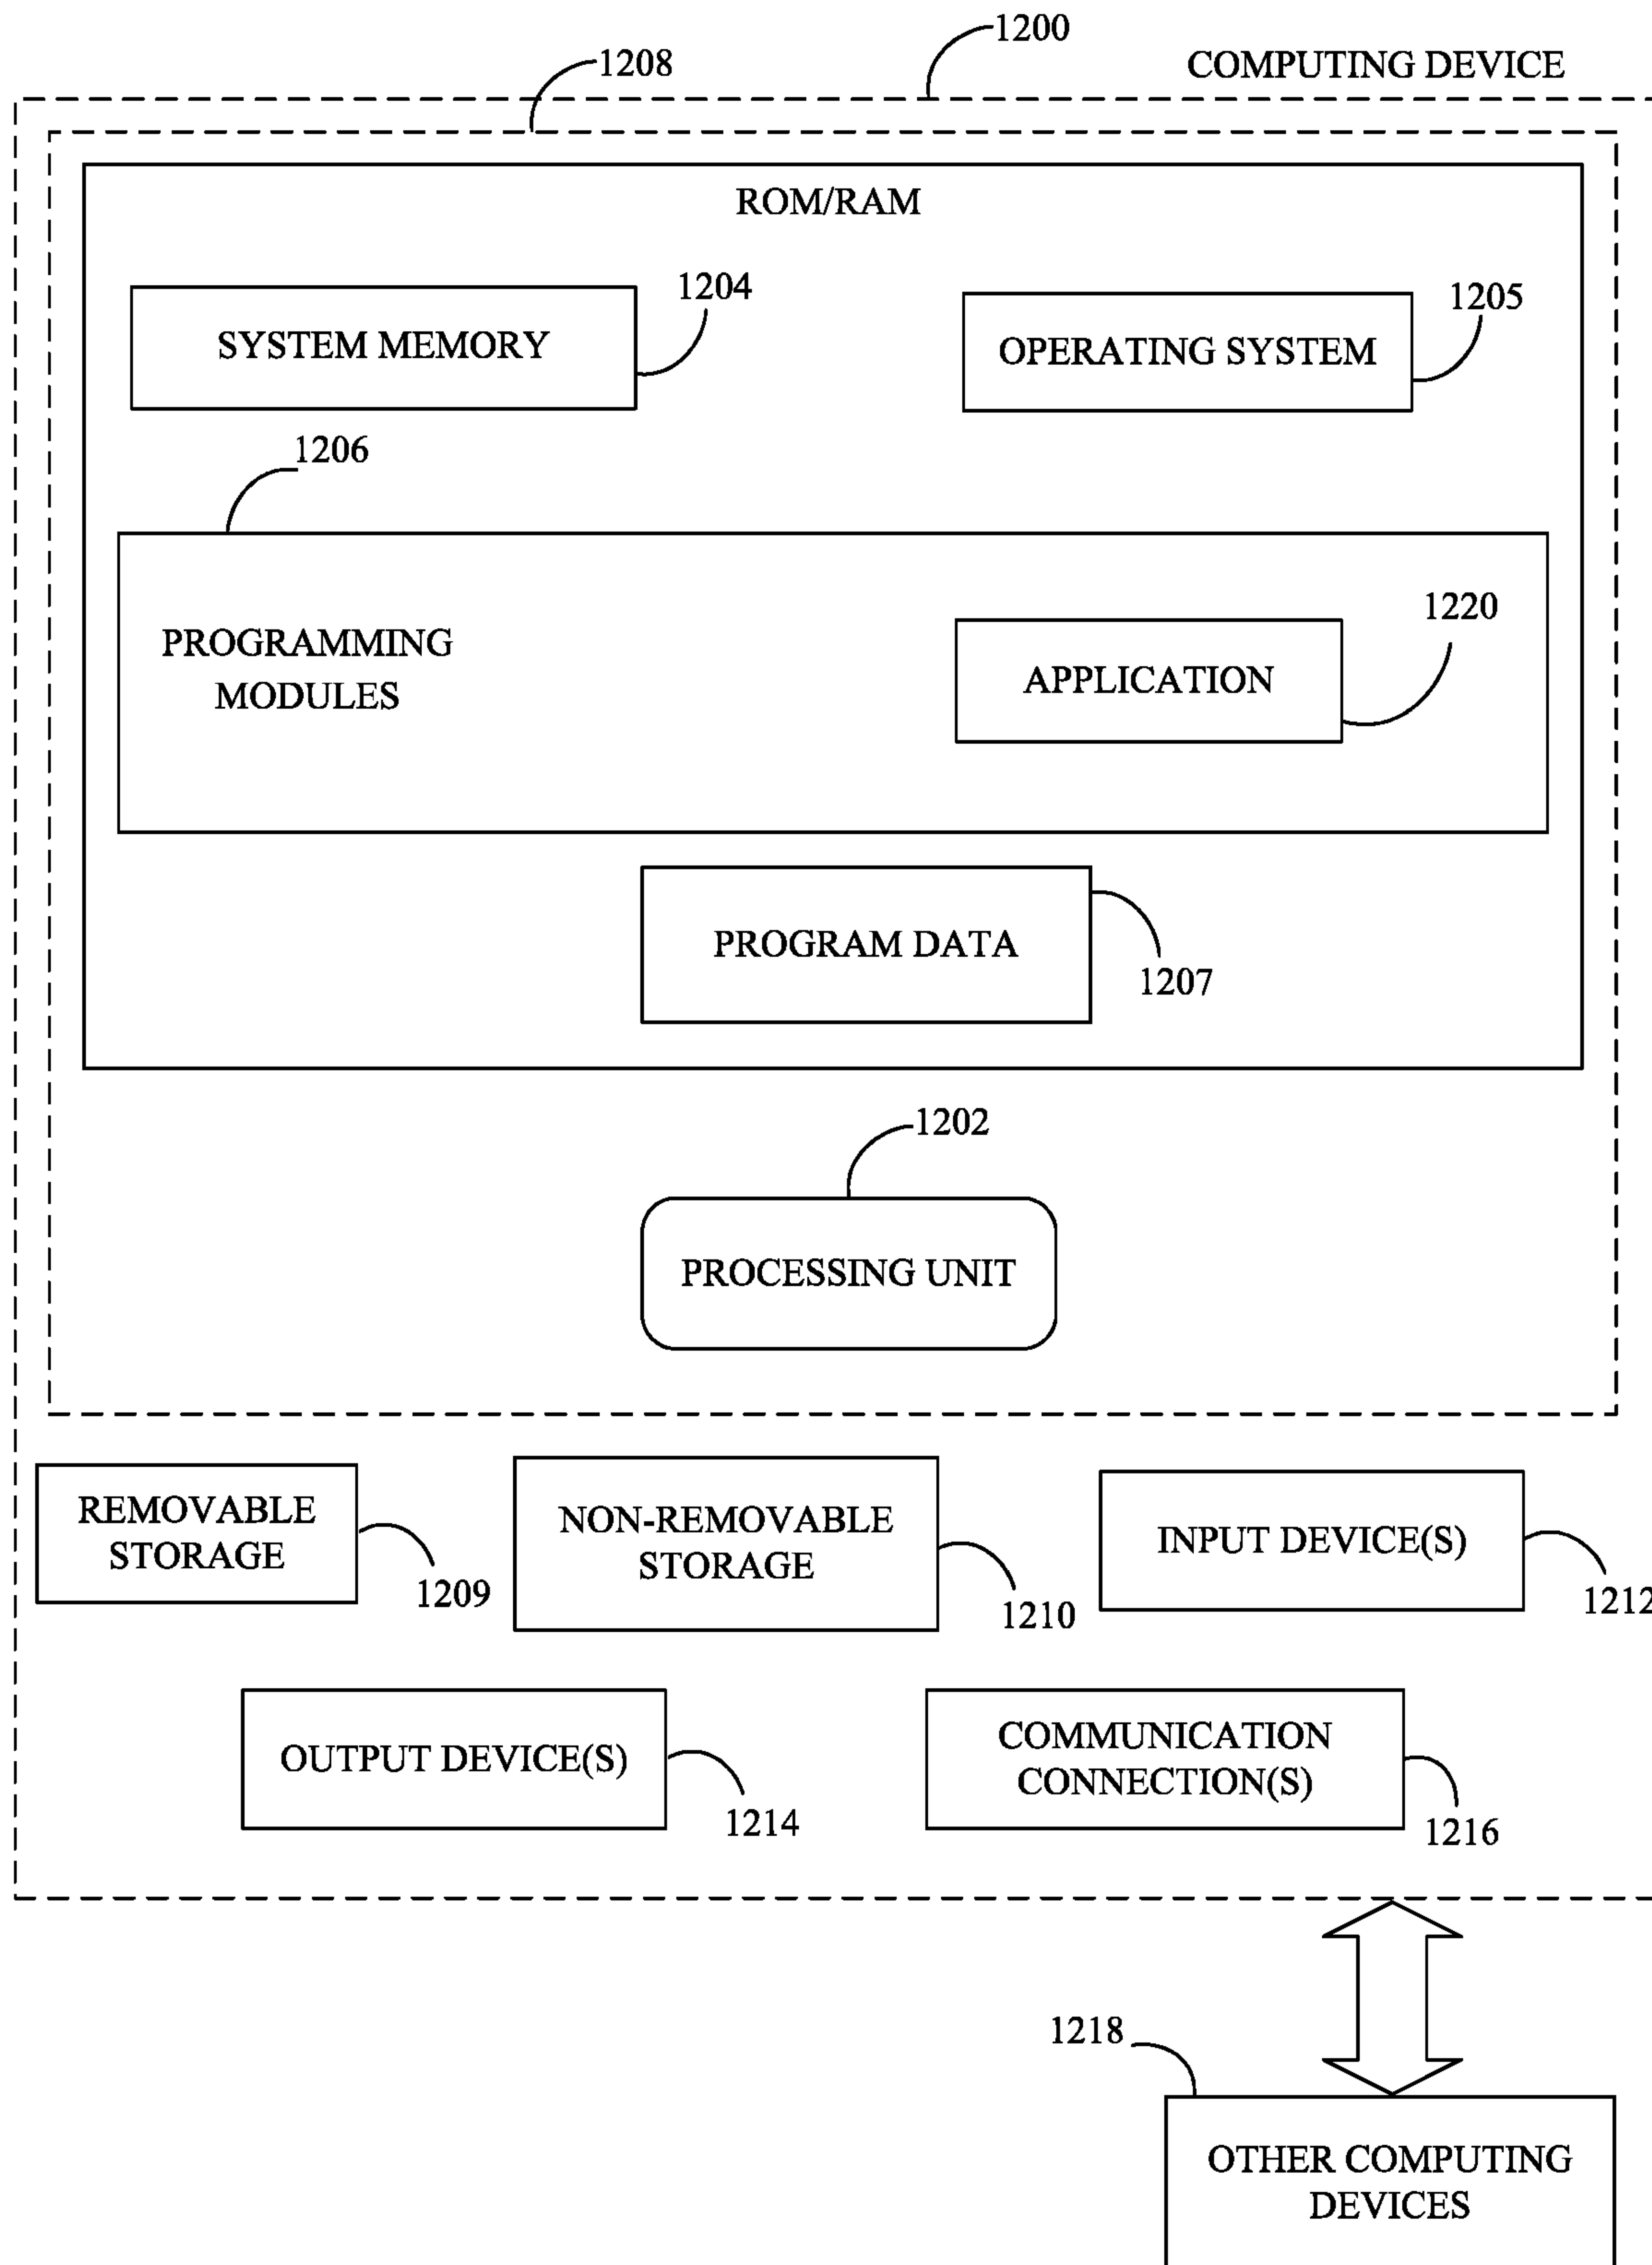 1200
1208
COMPUTING DEVICE
ROM/RAM
1204
1205
SYSTEM MEMORY
OPERATING SYSTEM
1206
1220
PROGRAMMING
MODULES
APPLICATION
PROGRAM DATA
1207
1202
PROCESSING UNIT
REMOVABLE
STORAGE
1209
NON-REMOVABLE
STORAGE
1210
INPUT DEVICE(S)
1212
OUTPUT DEVICE(S)
1214
COMMUNICATION
CONNECTION(S)
1216
1218
OTHER COMPUTING
DEVICES